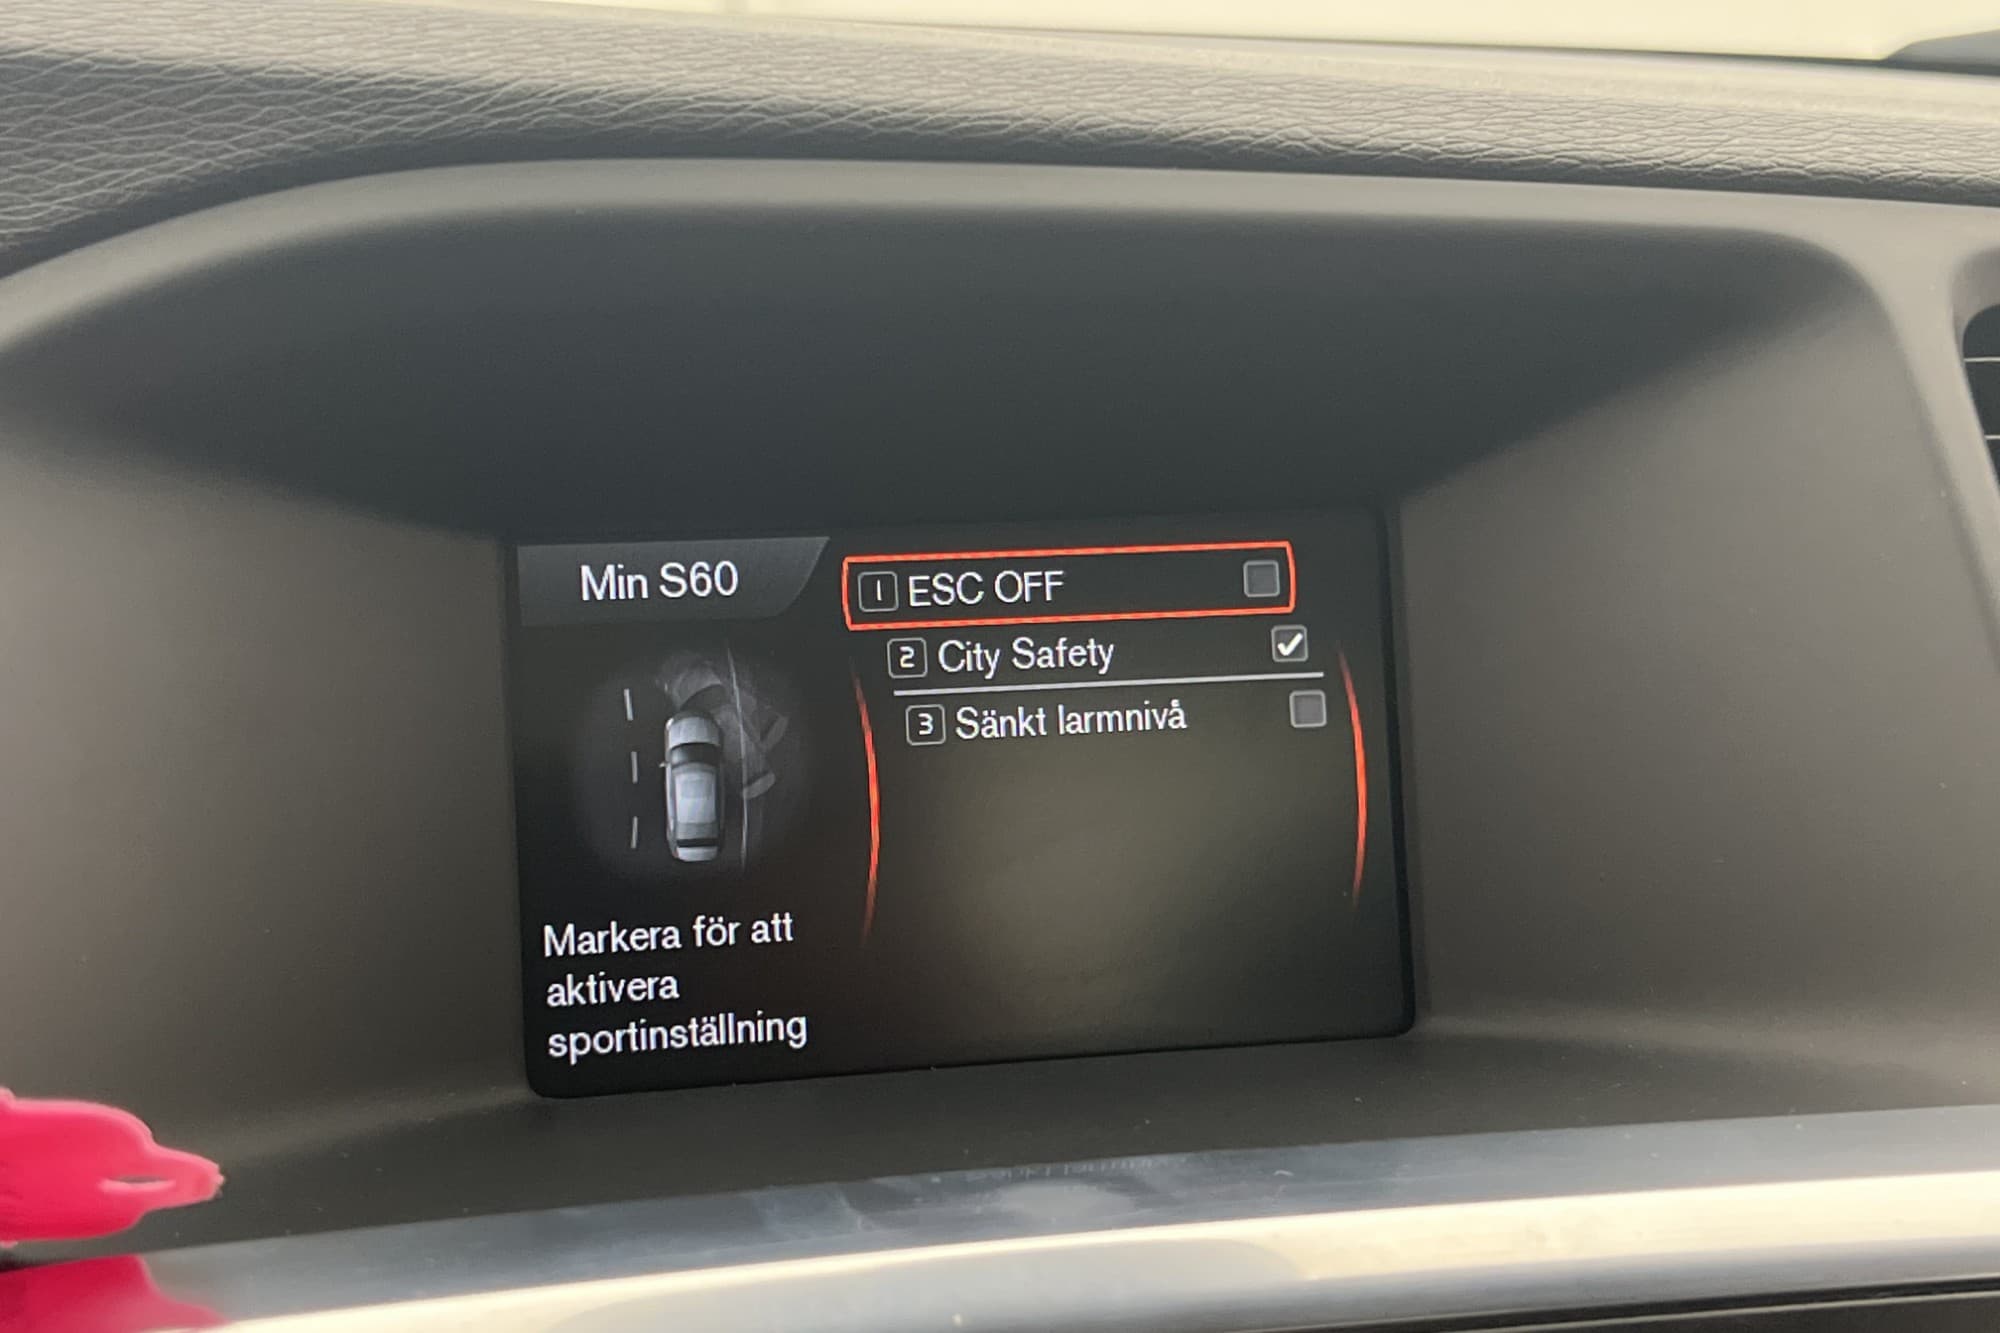 Min S60
1 ESC OFF
2 City Safety
3 Sänkt larmnivå
Markera för att
aktivera
sportinställning